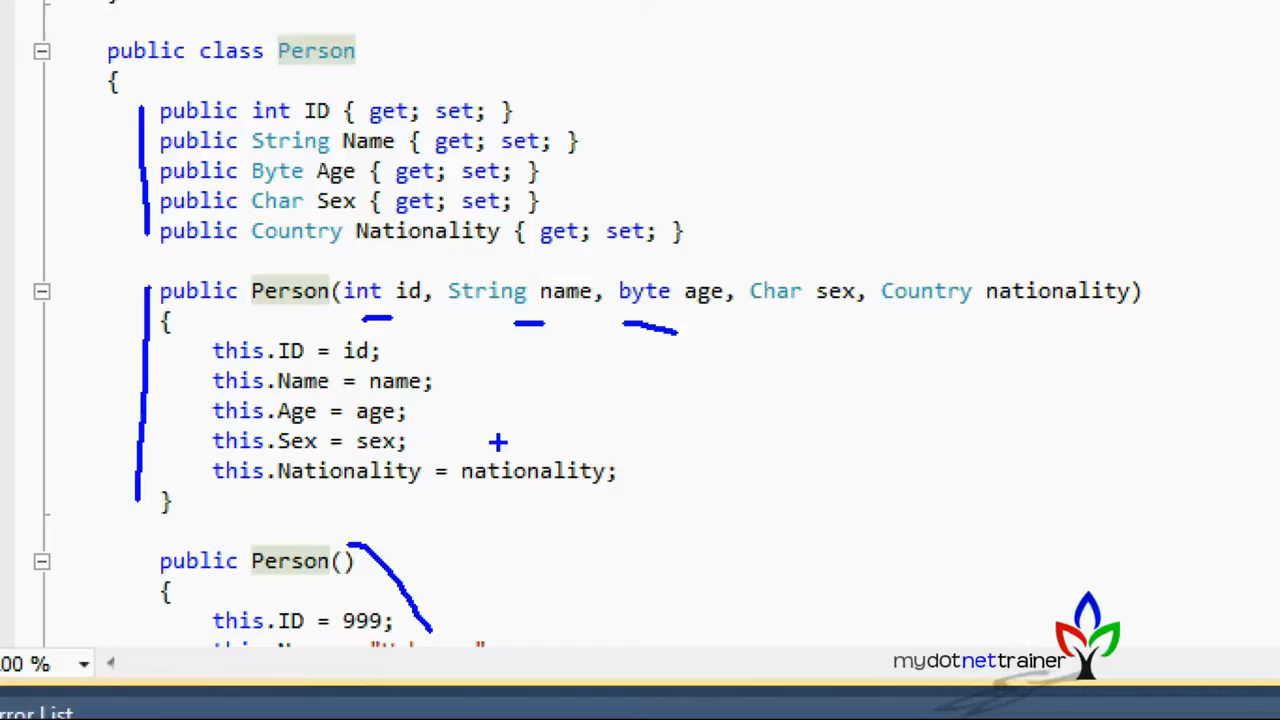 public class Person
{
public int ID { get; set; }
public String Name { get; set; }
public Byte Age { get; set; }
public Char Sex { get; set; }
public Country Nationality { get; set; }
public Person(int id, String name, byte age, Char sex, Country nationality)
{
this.ID = id;
this.Name = name;
this.Age = age;
this.Sex = sex;
this.Nationality = nationality;
}
public Person()
{
this.ID = 999;
00 %
mydotnettrainer
rror List